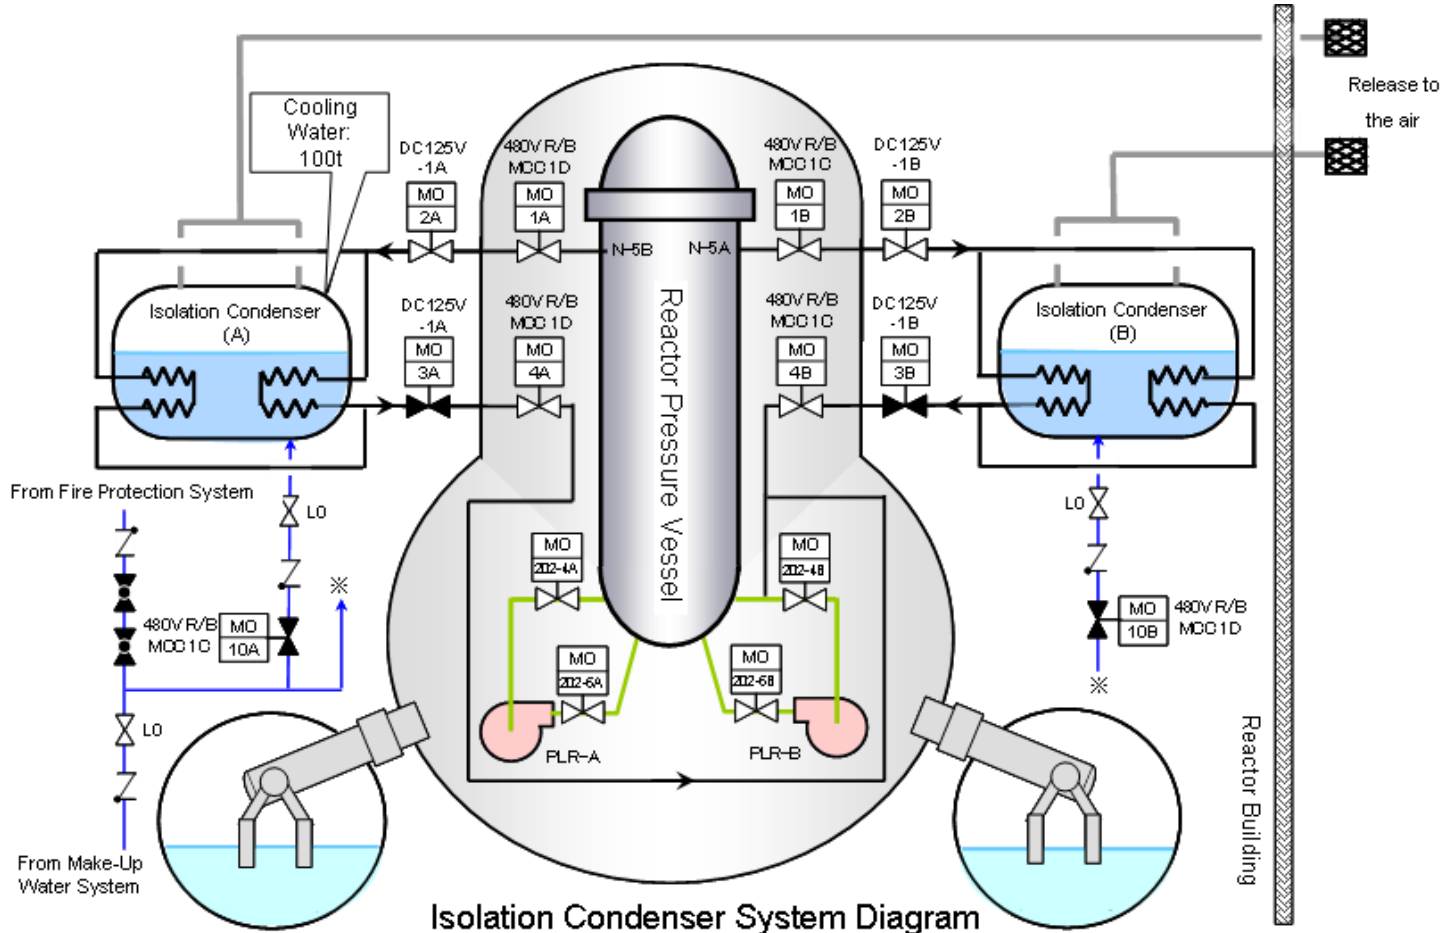 Release to
the air
Cooling
Water:
100t
DC125V
-1A
MO
2A
480V R/B
MCC1D
MO
1A
480V R/B
MCC1C
MO
1B
DC125V
-1B
MO
2B
N-5B
N-5A
Isolation Condenser
(A)
DC125V
-1A
MO
3A
480V R/B
MCC1D
MO
4A
Reactor Pressure Vessel
480V R/B
MCC1C
MO
4B
DC125V
-1B
MO
3B
Isolation Condenser
(B)
From Fire Protection System
LO
LO
※
480V R/B
MCC1C
MO
10A
MO
202-4A
MO
202-4B
MO
202-6A
MO
202-6B
MO
10B
480V R/B
MCC1D
※
LO
PLR-A
PLR-B
Reactor Building
From Make-Up
Water System
Isolation Condenser System Diagram